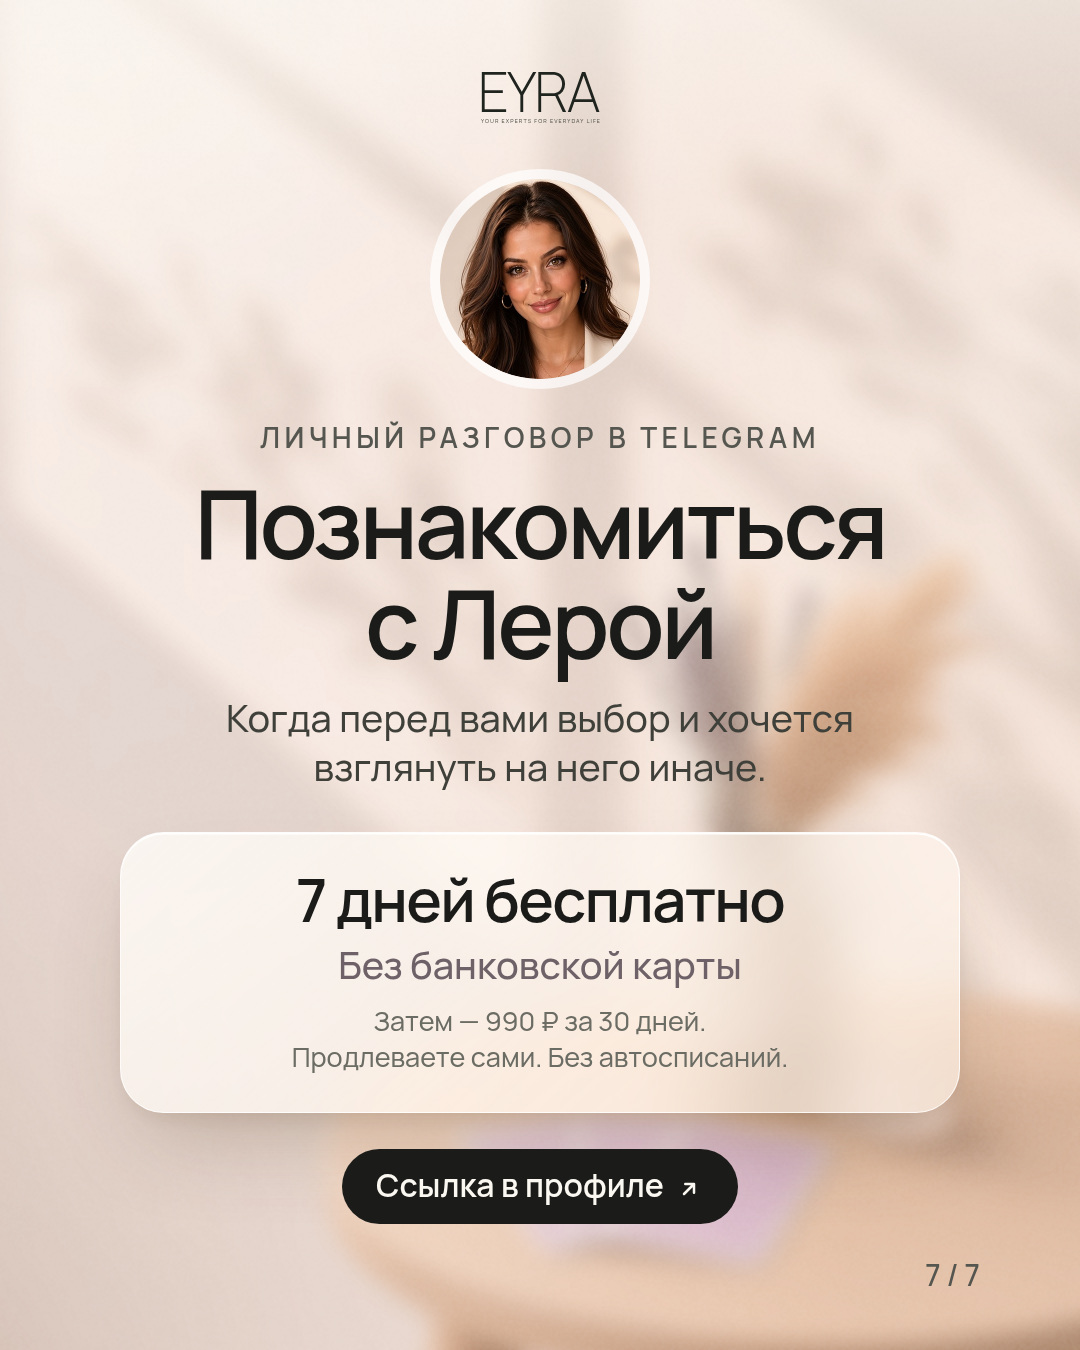 EYRA
YOUR EXPERTS FOR EVERYDAY LIFE
ЛИЧНЫЙ РАЗГОВОР В TELEGRAM
Познакомиться
с Лерой
Когда перед вами выбор и хочется
взглянуть на него иначе.
7 дней бесплатно
Без банковской карты
Затем — 990 ₽ за 30 дней.
Продлеваете сами. Без автосписаний.
Ссылка в профиле ↗
7 / 7